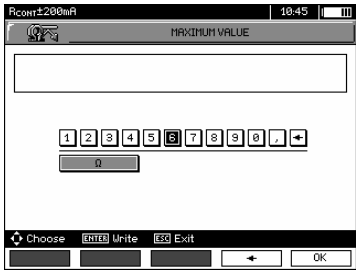 RCONT±200mA 10:45
MAXIMUM VALUE
1 2 3 4 5 6 7 8 9 0 , ←
Ω
Choose ENTER Write ESC Exit
← OK